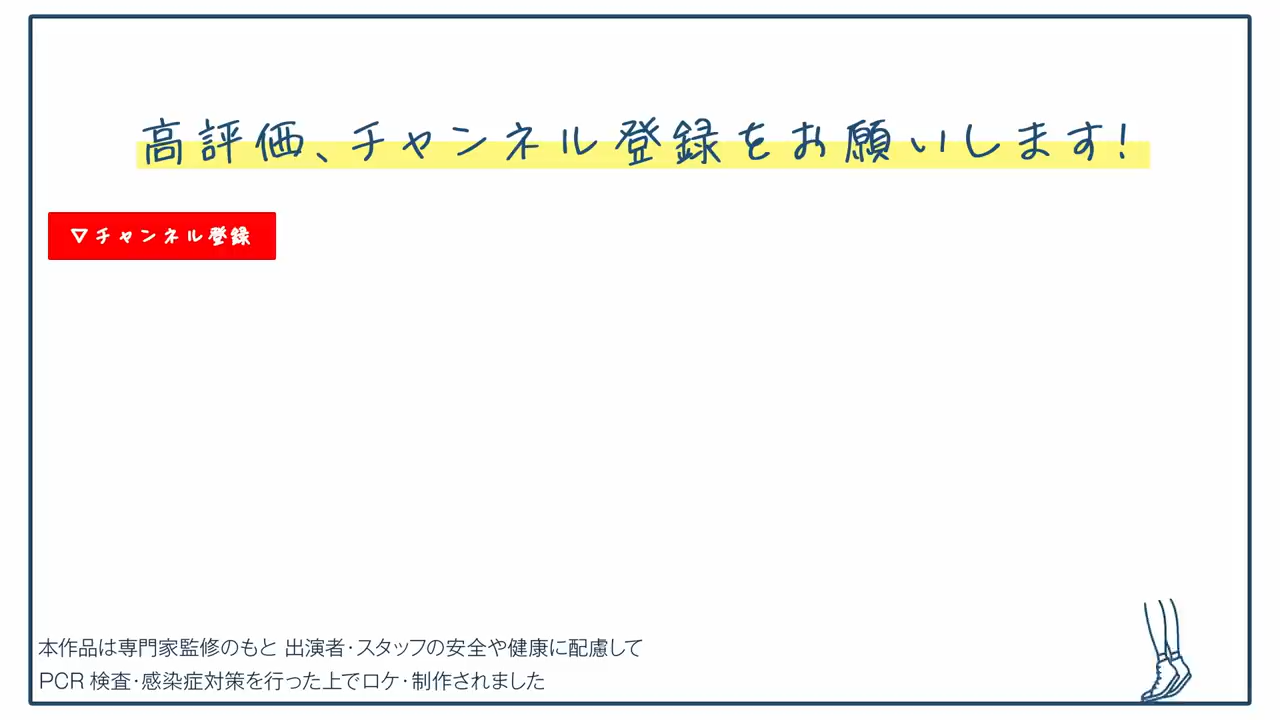 高評価、チャンネル登録をお願いします!
▽チャンネル登録
本作品は専門家監修のもと 出演者・スタッフの安全や健康に配慮して
PCR 検査・感染症対策を行った上でロケ・制作されました